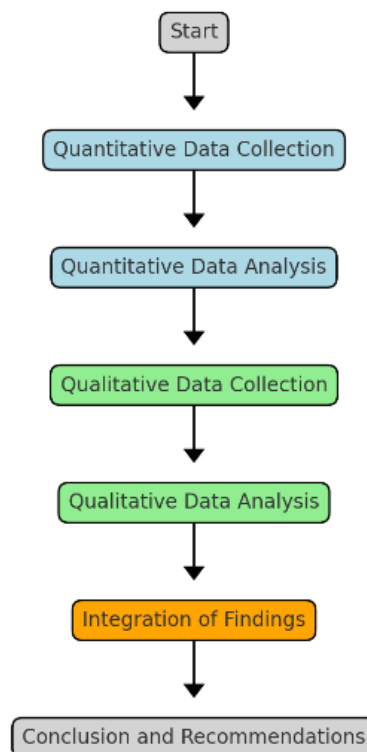 Start
Quantitative Data Collection
Quantitative Data Analysis
Qualitative Data Collection
Qualitative Data Analysis
Integration of Findings
Conclusion and Recommendations